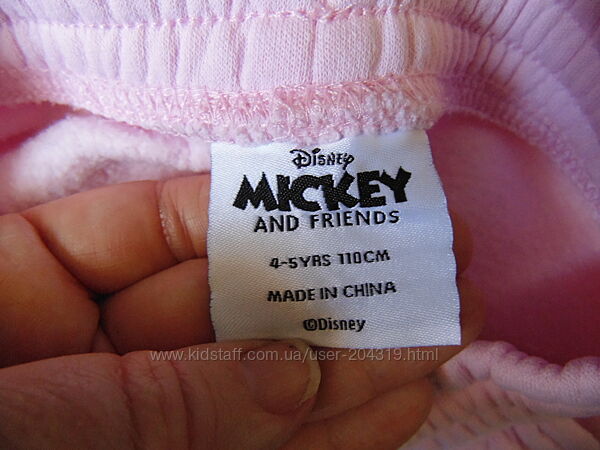 Disney
MICKEY
AND FRIENDS
4-5YRS 110CM
MADE IN CHINA
©Disney
www.kidstaff.com.ua/user-204319.html